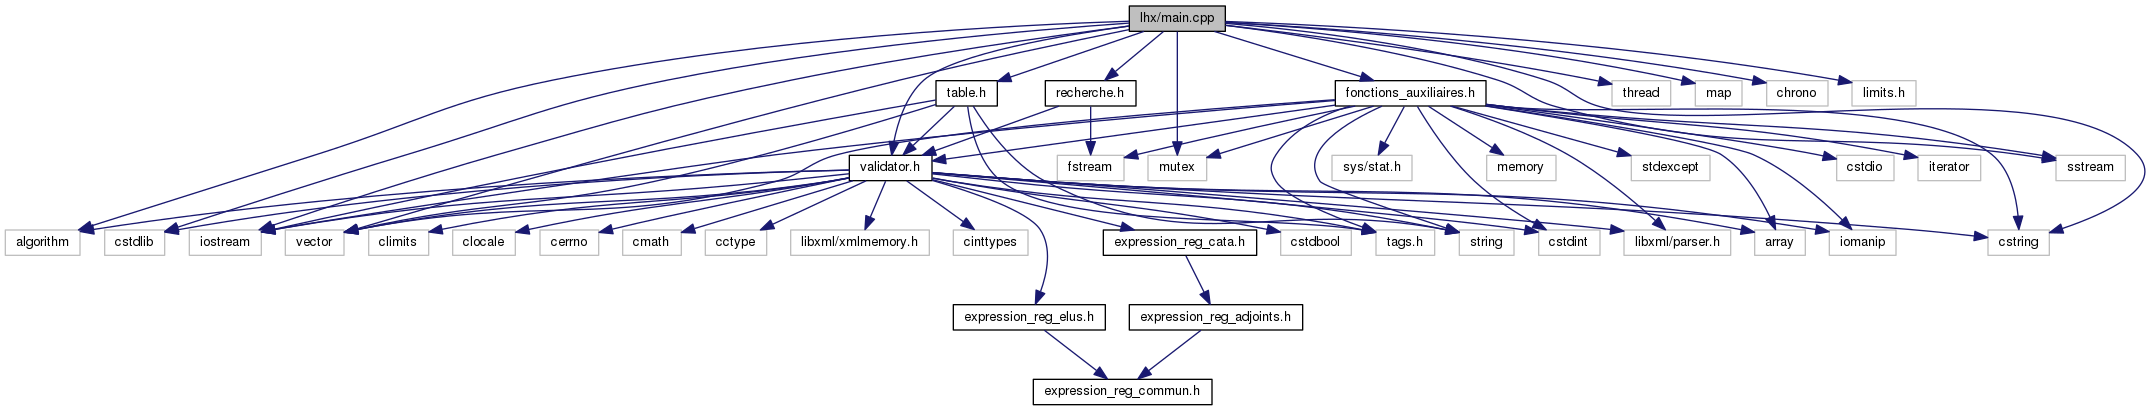 lhx/main.cpp
table.h
recherche.h
fonctions_auxiliaires.h
thread
map
chrono
limits.h
validator.h
fstream
mutex
sys/stat.h
memory
stdexcept
cstdio
iterator
sstream
algorithm
cstdlib
iostream
vector
climits
clocale
cerrno
cmath
cctype
libxml/xmlmemory.h
cinttypes
expression_reg_cata.h
cstdbool
tags.h
string
cstdint
libxml/parser.h
array
iomanip
cstring
expression_reg_elus.h
expression_reg_adjoints.h
expression_reg_commun.h